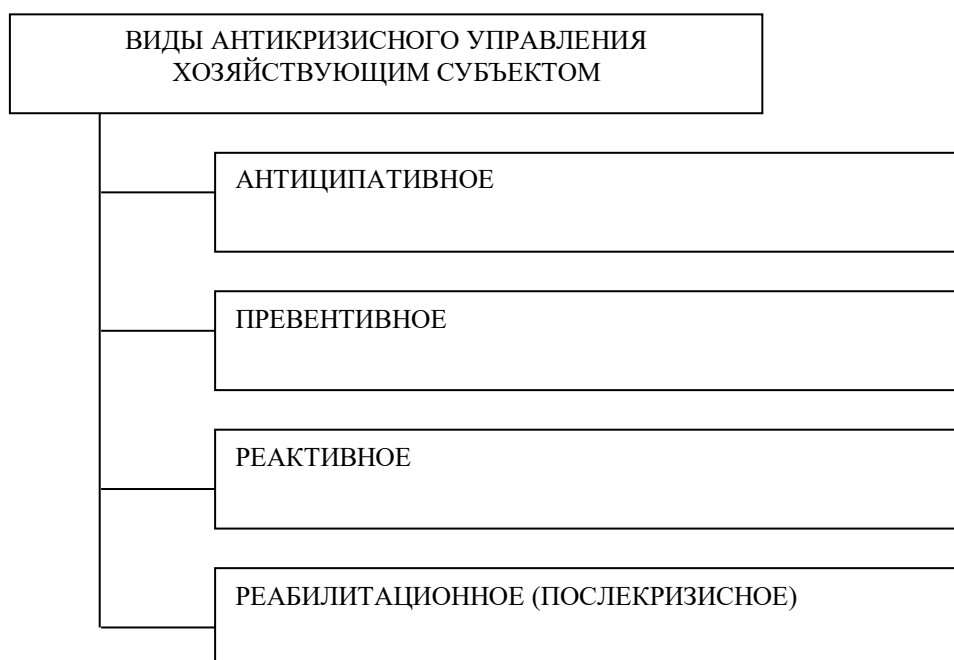 ВИДЫ АНТИКРИЗИСНОГО УПРАВЛЕНИЯ
ХОЗЯЙСТВУЮЩИМ СУБЪЕКТОМ
АНТИЦИПАТИВНОЕ
ПРЕВЕНТИВНОЕ
РЕАКТИВНОЕ
РЕАБИЛИТАЦИОННОЕ (ПОСЛЕКРИЗИСНОЕ)